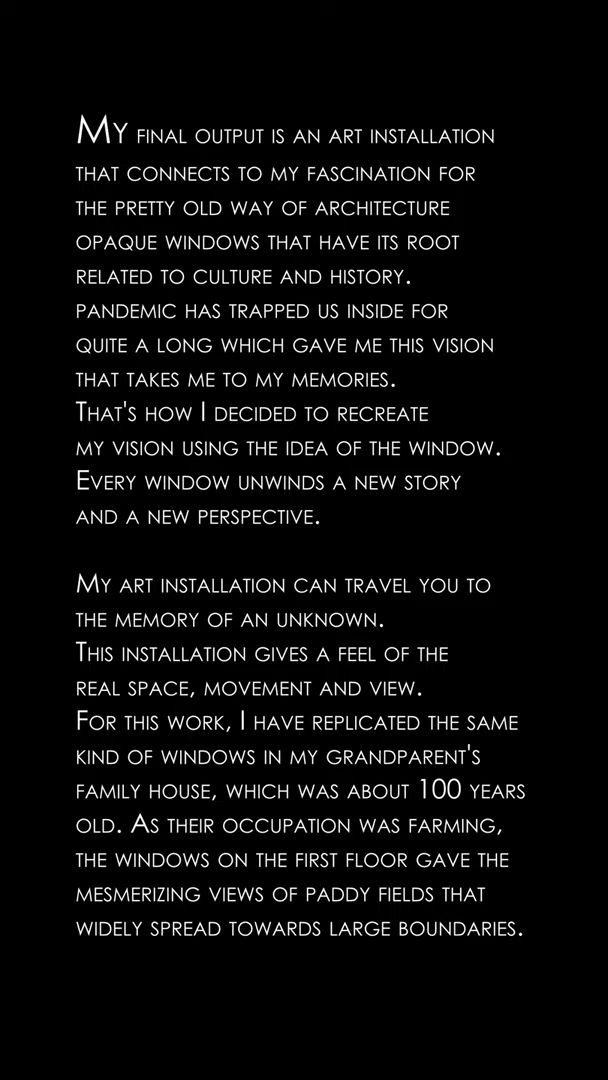 My final output is an art installation
that connects to my fascination for
the pretty old way of architecture
opaque windows that have its root
related to culture and history.
pandemic has trapped us inside for
quite a long which gave me this vision
that takes me to my memories.
That's how I decided to recreate
my vision using the idea of the window.
Every window unwinds a new story
and a new perspective.
My art installation can travel you to
the memory of an unknown.
This installation gives a feel of the
real space, movement and view.
For this work, I have replicated the same
kind of windows in my grandparent's
family house, which was about 100 years
old. As their occupation was farming,
the windows on the first floor gave the
mesmerizing views of paddy fields that
widely spread towards large boundaries.